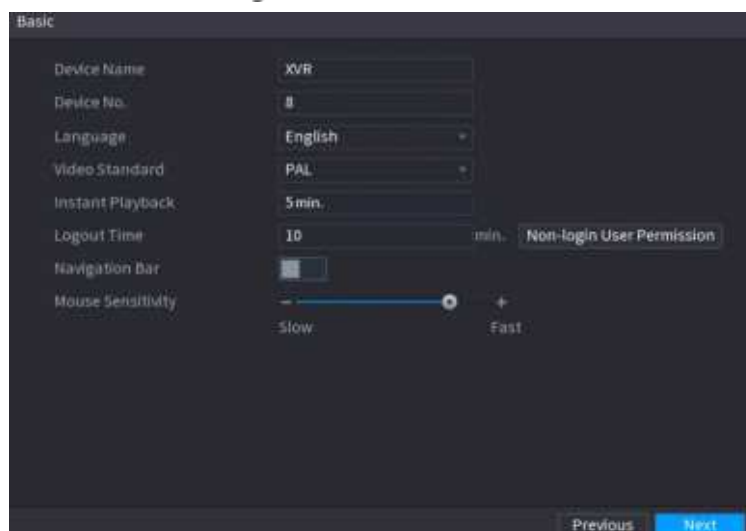 Basic
Device Name XVR
Device No. 8
Language English
Video Standard PAL
Instant Playback 5 min.
Logout Time 10 min. Non-login User Permission
Navigation Bar
Mouse Sensitivity − +
Slow Fast
Previous Next